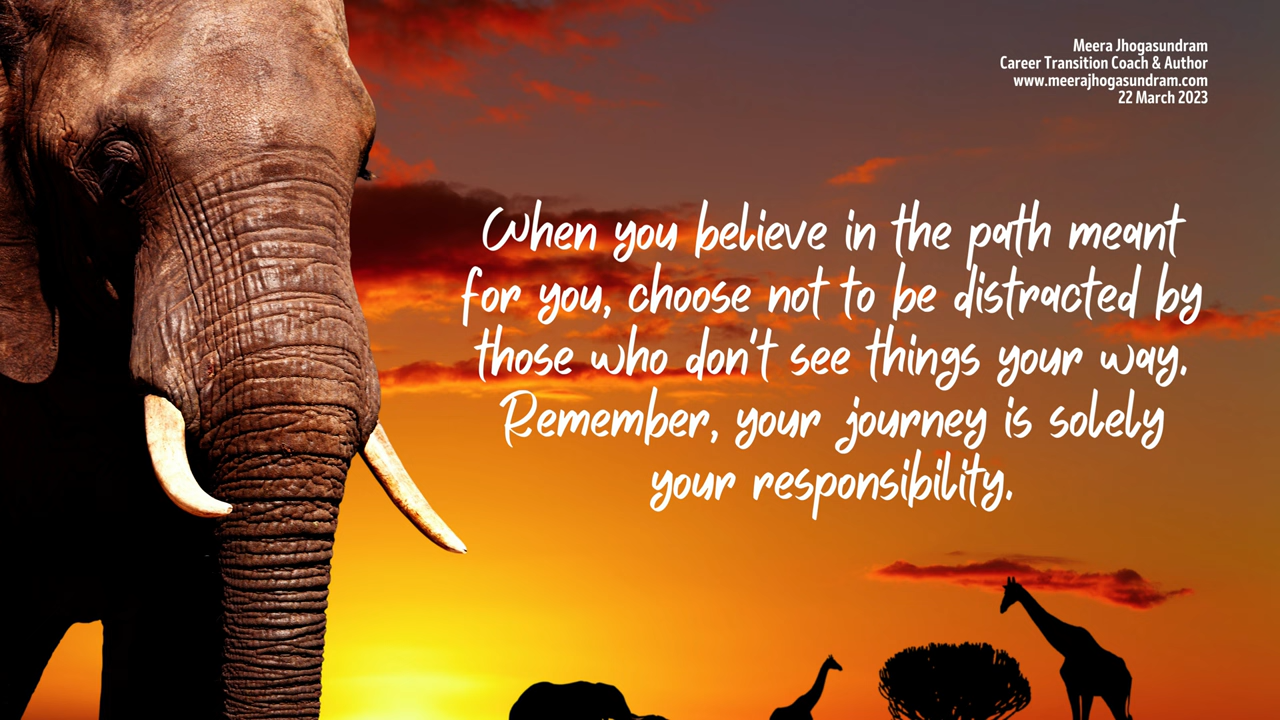 Meera Jhogasundram
Career Transition Coach & Author
www.meerajhogasundram.com
22 March 2023
When you believe in the path meant
for you, choose not to be distracted by
those who don't see things your way.
Remember, your journey is solely
your responsibility.